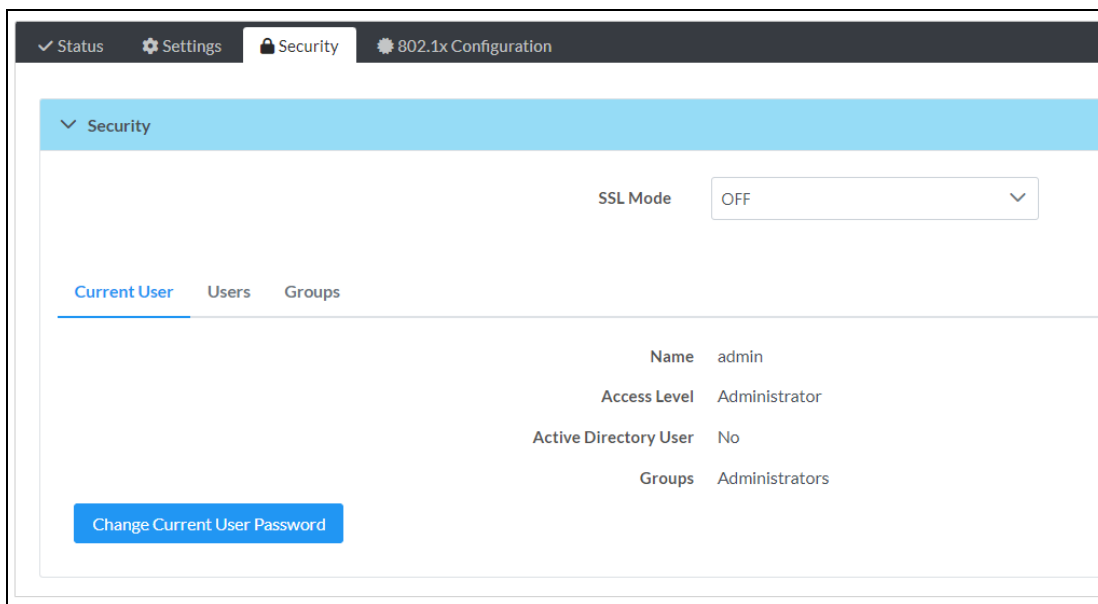 Status Settings Security 802.1x Configuration
Security
SSL Mode OFF
Current User Users Groups
Name admin
Access Level Administrator
Active Directory User No
Groups Administrators
Change Current User Password